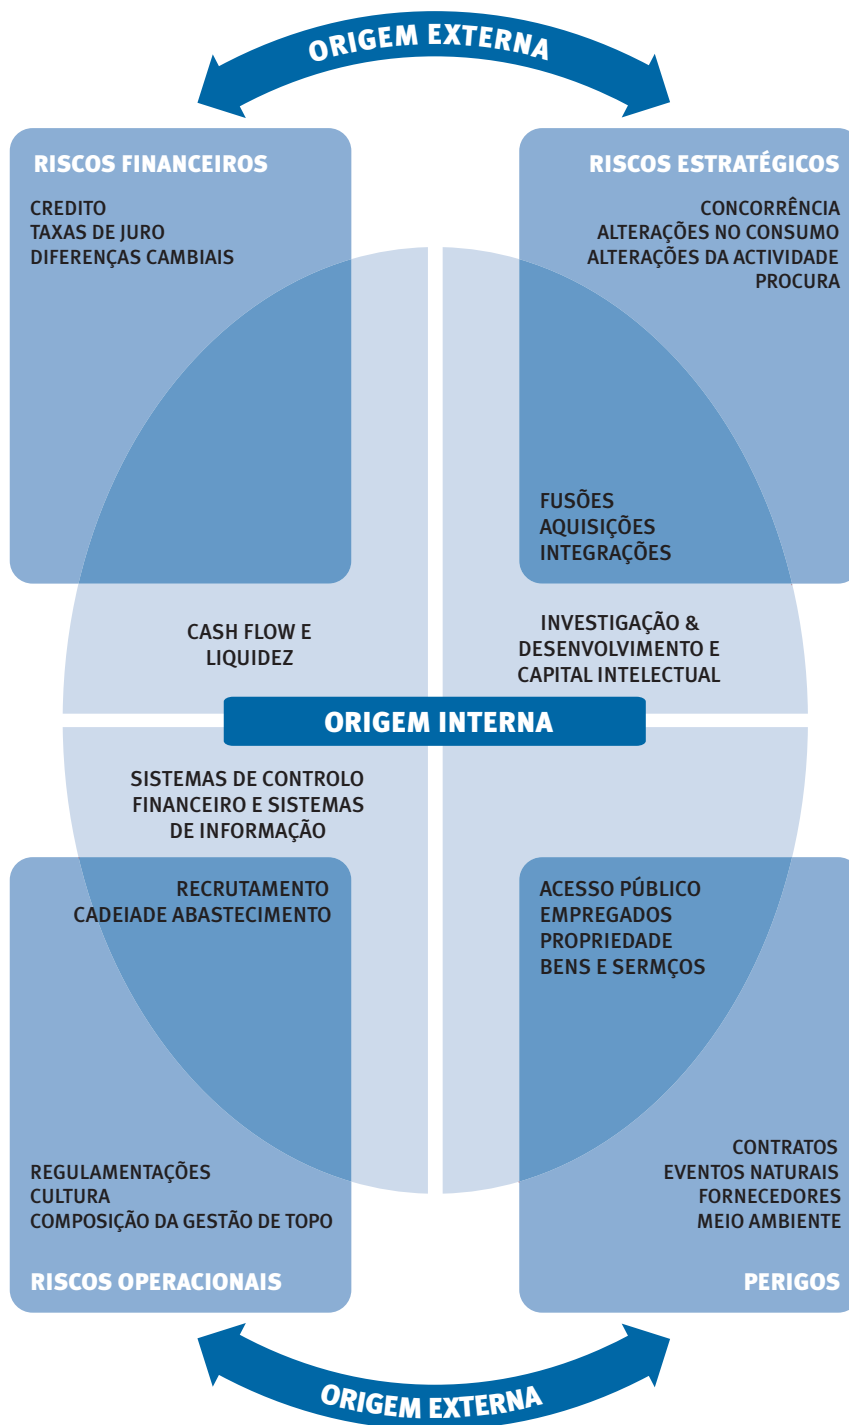 ORIGEM EXTERNA
RISCOS FINANCEIROS
CREDITO
TAXAS DE JURO
DIFERENÇAS CAMBIAIS
RISCOS ESTRATÉGICOS
CONCORRÊNCIA
ALTERAÇÕES NO CONSUMO
ALTERAÇÕES DA ACTIVIDADE
PROCURA
FUSÕES
AQUISIÇÕES
INTEGRAÇÕES
CASH FLOW E
LIQUIDEZ
INVESTIGAÇÃO &
DESENVOLVIMENTO E
CAPITAL INTELECTUAL
ORIGEM INTERNA
SISTEMAS DE CONTROLO
FINANCEIRO E SISTEMAS
DE INFORMAÇÃO
RECRUTAMENTO
CADEIADE ABASTECIMENTO
ACESSO PÚBLICO
EMPREGADOS
PROPRIEDADE
BENS E SERMÇOS
REGULAMENTAÇÕES
CULTURA
COMPOSIÇÃO DA GESTÃO DE TOPO
RISCOS OPERACIONAIS
CONTRATOS
EVENTOS NATURAIS
FORNECEDORES
MEIO AMBIENTE
PERIGOS
ORIGEM EXTERNA